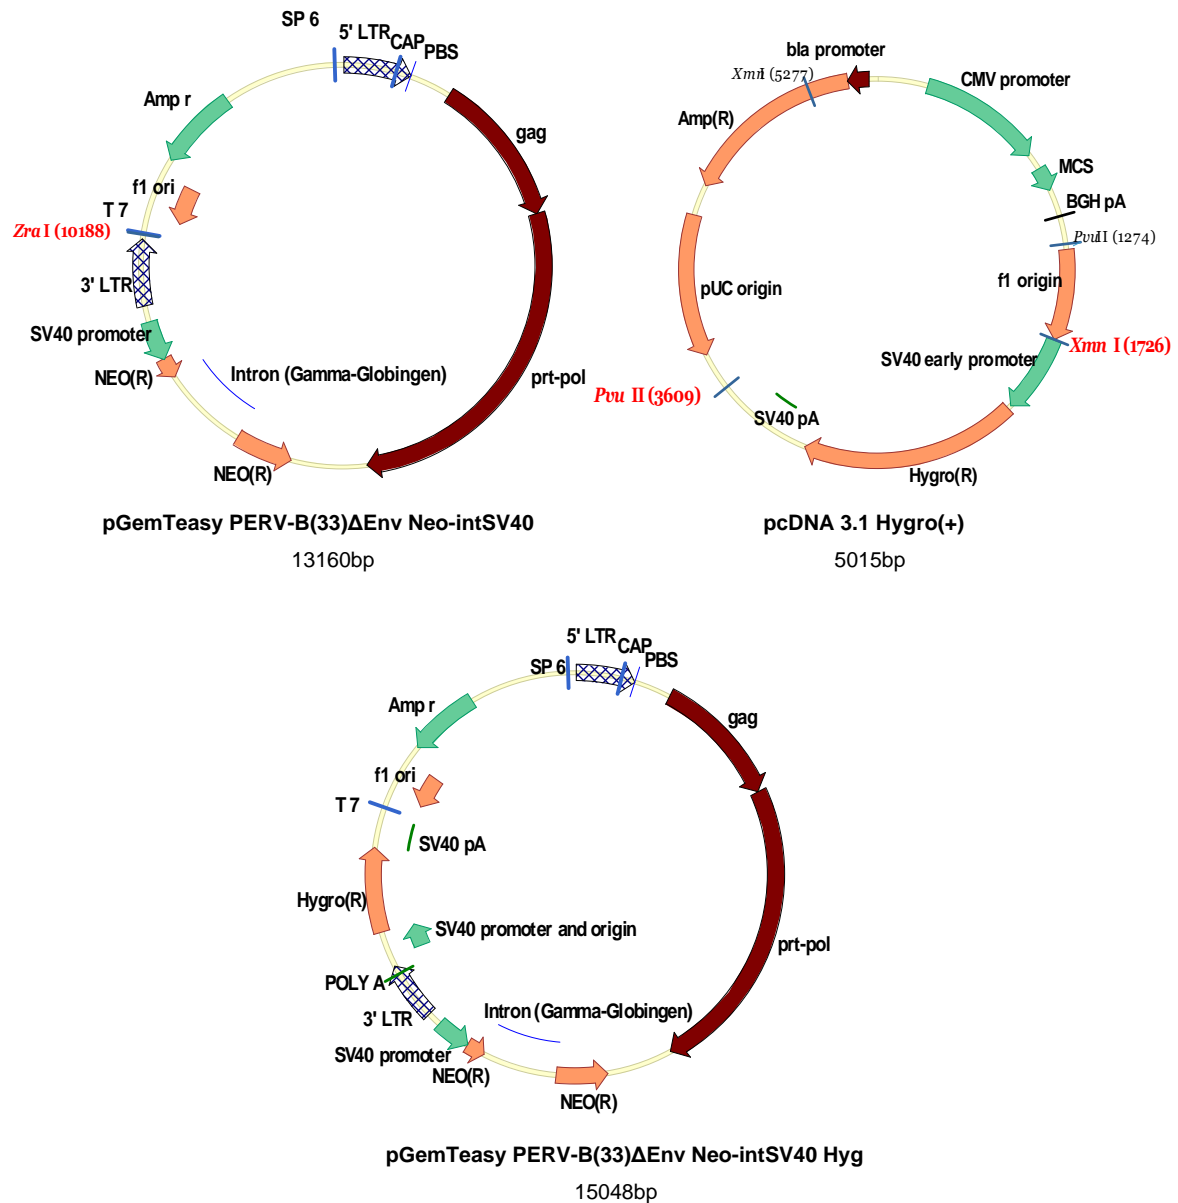 SP 6
5' LTR
CAP
PBS
Amp r
gag
f1 ori
T 7
ZraI (10188)
3' LTR
SV40 promoter
NEO(R)
Intron (Gamma-Globingen)
prt-pol
NEO(R)
pGemTeasy PERV-B(33)ΔEnv Neo-intSV40
13160bp
bla promoter
XmnI (5277)
CMV promoter
Amp(R)
MCS
BGH pA
PvuII (1274)
pUC origin
f1 origin
Xmn I (1726)
SV40 early promoter
Pvu II (3609)
SV40 pA
Hygro(R)
pcDNA 3.1 Hygro(+)
5015bp
5' LTR
CAP
PBS
SP 6
Amp r
gag
f1 ori
T 7
SV40 pA
Hygro(R)
SV40 promoter and origin
prt-pol
POLY A
3' LTR
Intron (Gamma-Globingen)
SV40 promoter
NEO(R)
NEO(R)
pGemTeasy PERV-B(33)ΔEnv Neo-intSV40 Hyg
15048bp